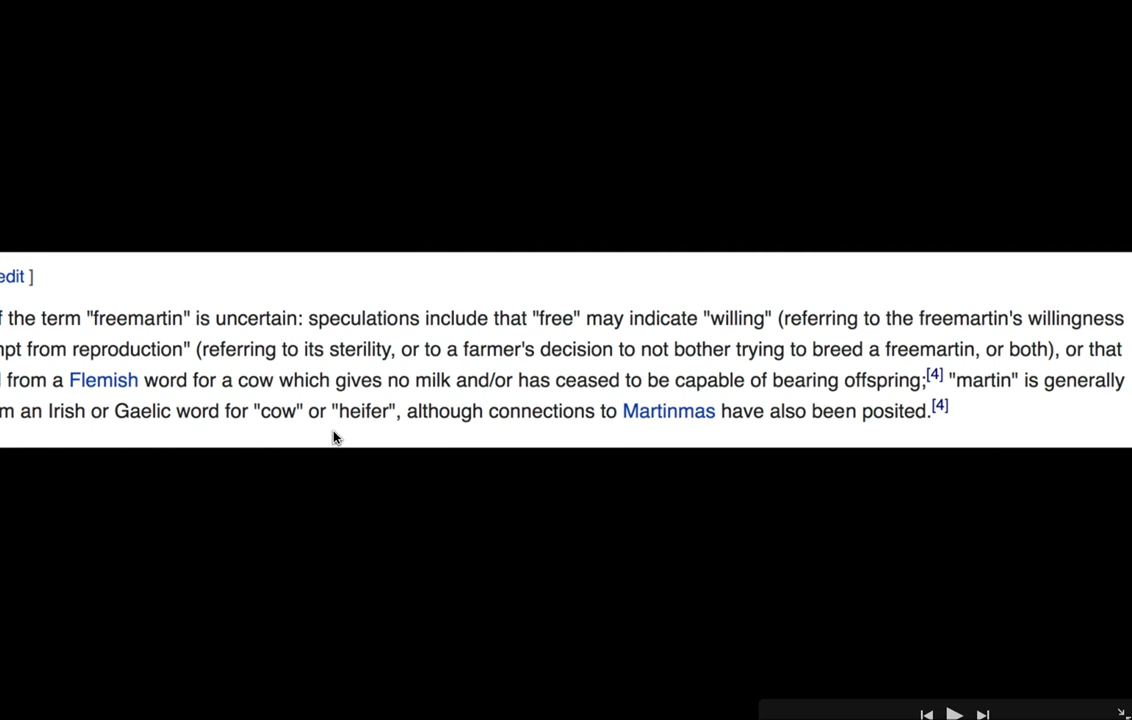 edit ]
the term "freemartin" is uncertain: speculations include that "free" may indicate "willing" (referring to the freemartin's willingness
from reproduction" (referring to its sterility, or to a farmer's decision to not bother trying to breed a freemartin, or both), or that
from a Flemish word for a cow which gives no milk and/or has ceased to be capable of bearing offspring;[4] "martin" is generally
an Irish or Gaelic word for "cow" or "heifer", although connections to Martinmas have also been posited.[4]